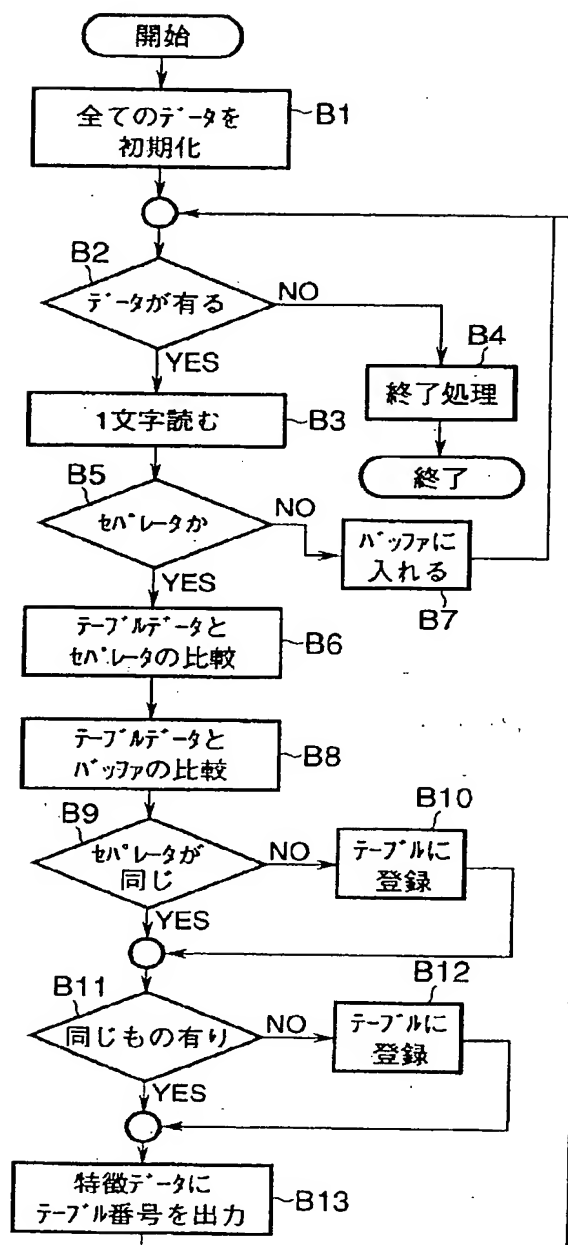 開始
全てのﾃﾞｰﾀを
初期化
B1
B2
ﾃﾞｰﾀが有る
NO
YES
B4
終了処理
1文字読む
B3
終了
B5
ｾﾊﾟﾚｰﾀか
NO
YES
ﾊﾞｯﾌｧに
入れる
B7
ﾃｰﾌﾞﾙﾃﾞｰﾀと
ｾﾊﾟﾚｰﾀの比較
B6
ﾃｰﾌﾞﾙﾃﾞｰﾀと
ﾊﾞｯﾌｧの比較
B8
B9
ｾﾊﾟﾚｰﾀが
同じ
NO
YES
B10
ﾃｰﾌﾞﾙに
登録
B11
同じもの有り
NO
YES
B12
ﾃｰﾌﾞﾙに
登録
特徴ﾃﾞｰﾀに
ﾃｰﾌﾞﾙ番号を出力
B13